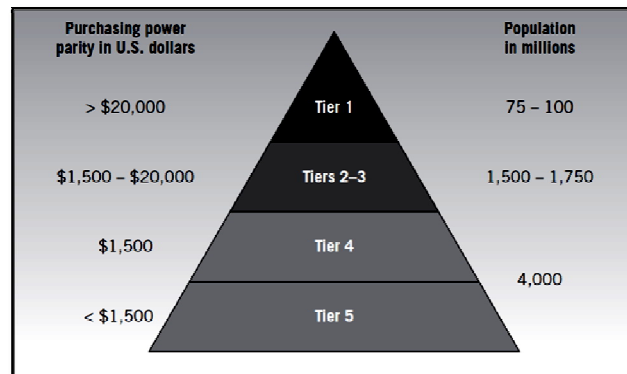 Purchasing power
parity in U.S. dollars
Population
in millions
> $20,000
Tier 1
75 – 100
$1,500 – $20,000
Tiers 2–3
1,500 – 1,750
$1,500
Tier 4
4,000
< $1,500
Tier 5